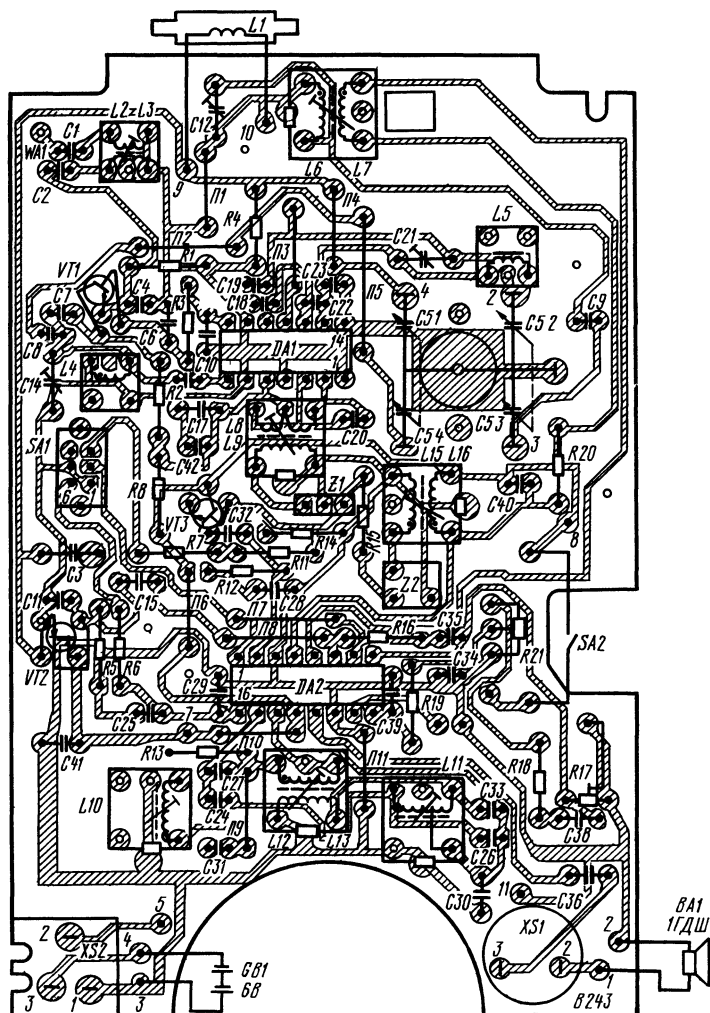 L1
C12
10
L6
L7
L2
L3
C1
WA1
C2
9
П1
П4
R4
L5
C21
П2
П3
R1
VT1
C4
C19
C23
П5
4
2
C7
R3
C18
C22
C51
C52
C9
C6
C8
14
DA1
1
L4
C14
C10
R2
C54
C53
C17
L8
C20
3
L9
L15
L16
R20
SA1
C42
6
1
R8
Z1
C40
VT3
C32
R15
8
R7
R14
C3
R11
R12
Z2
C15
C28
C11
П6
П7
C35
П8
R16
SA2
R21
VT2
C34
R5
R6
1
C29
16
DA2
R19
C25
7
C39
C41
R13
П10
П11
L11
R18
R17
C27
L10
C33
C24
П9
C38
L12
L13
C26
C31
C30
11
C36
BA1
1ГДШ
5
XS1
2
XS2
4
2
GB1
6В
3
2
3
1
3
1
В243